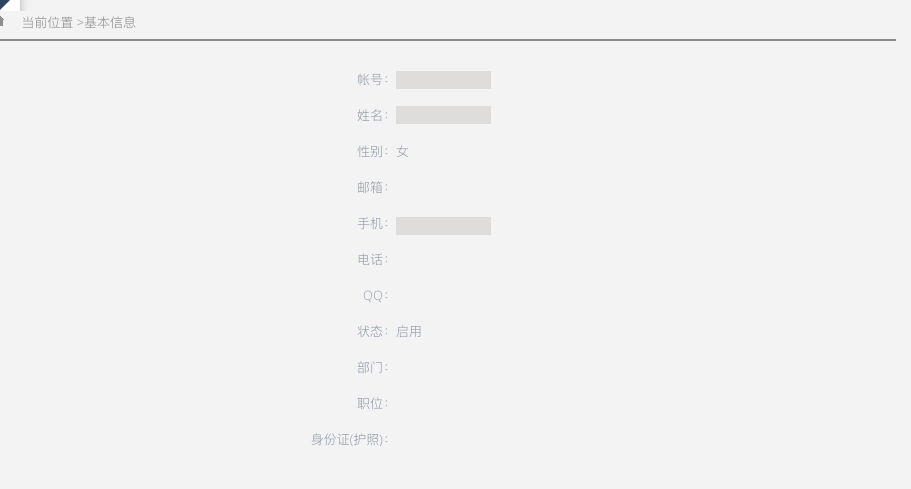 当前位置 >基本信息
帐号:
姓名:
性别: 女
邮箱:
手机:
电话:
QQ:
状态: 启用
部门:
职位:
身份证(护照):